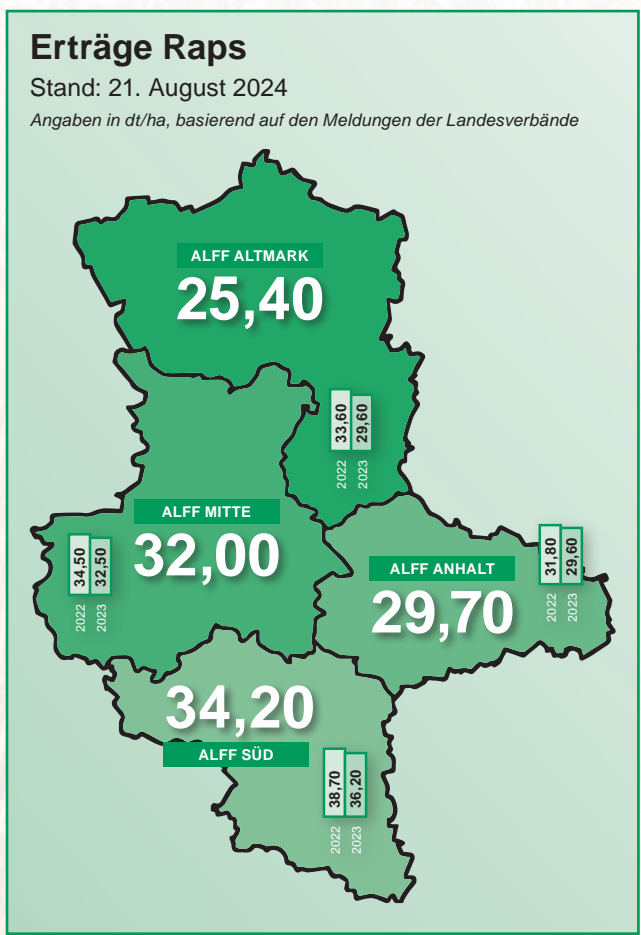 Erträge Raps
Stand: 21. August 2024
Angaben in dt/ha, basierend auf den Meldungen der Landesverbände
ALFF ALTMARK
25,40
33,60
29,60
2022
2023
ALFF MITTE
32,00
34,50
32,50
2022
2023
ALFF ANHALT
29,70
31,80
29,60
2022
2023
34,20
ALFF SÜD
38,70
36,20
2022
2023